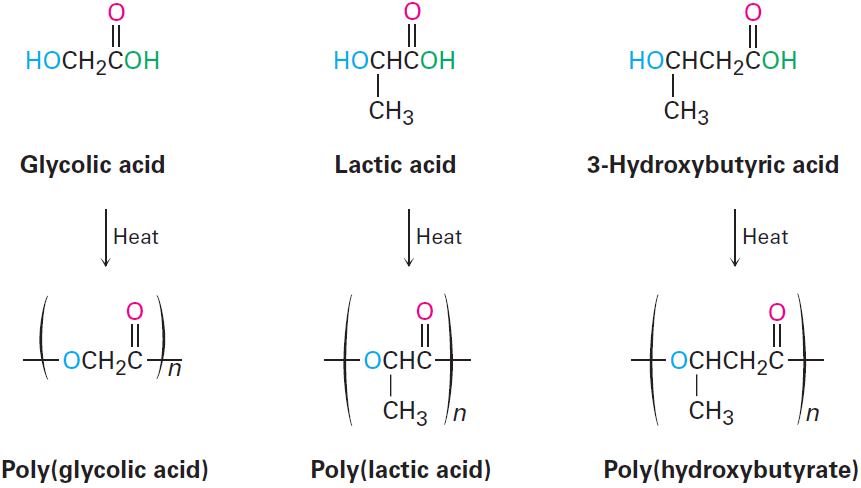 O O O
HOCH₂COH HOCHCOH HOCHCH₂COH
CH₃ CH₃
Glycolic acid Lactic acid 3-Hydroxybutyric acid
Heat Heat Heat
O O O
OCH₂C n OCHC OCHCH₂C
CH₃ n CH₃ n
Poly(glycolic acid) Poly(lactic acid) Poly(hydroxybutyrate)